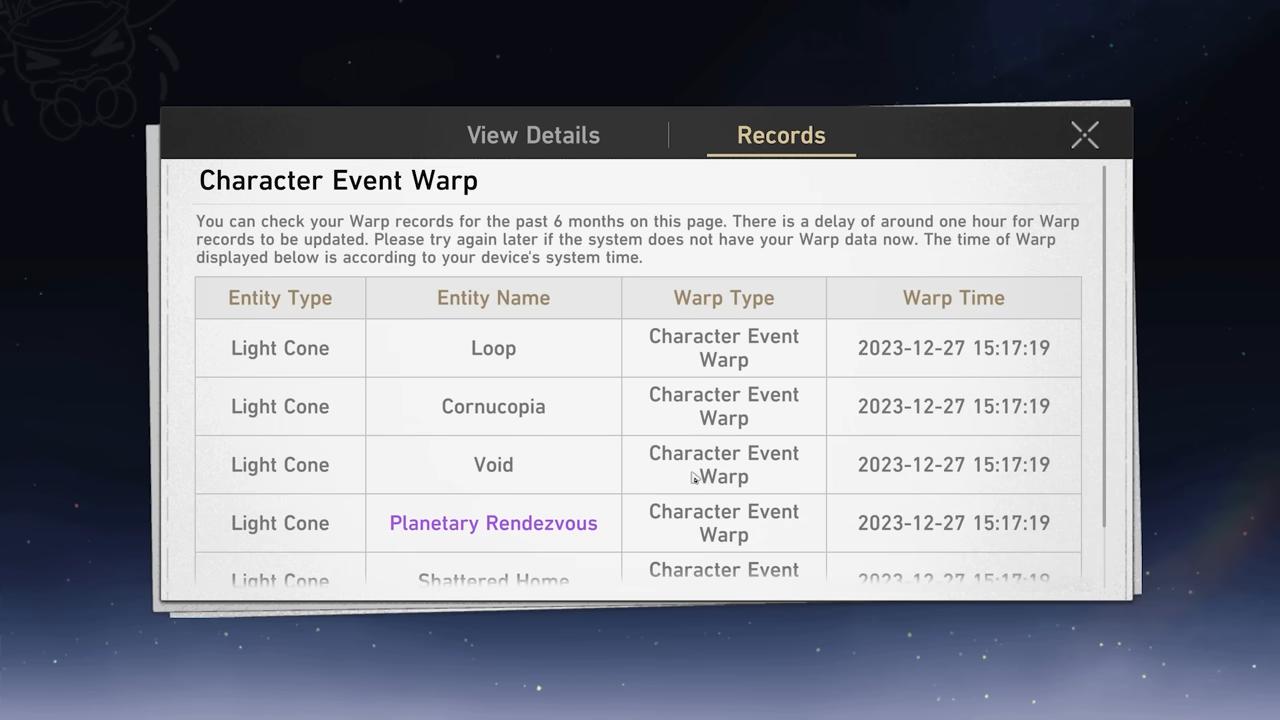 View Details
Records
Character Event Warp
You can check your Warp records for the past 6 months on this page. There is a delay of around one hour for Warp
records to be updated. Please try again later if the system does not have your Warp data now. The time of Warp
displayed below is according to your device's system time.
Entity Type Entity Name Warp Type Warp Time
Light Cone Loop Character Event Warp 2023-12-27 15:17:19
Light Cone Cornucopia Character Event Warp 2023-12-27 15:17:19
Light Cone Void Character Event Warp 2023-12-27 15:17:19
Light Cone Planetary Rendezvous Character Event Warp 2023-12-27 15:17:19
Light Cone Shattered Home Character Event 2023-12-27 15:17:19